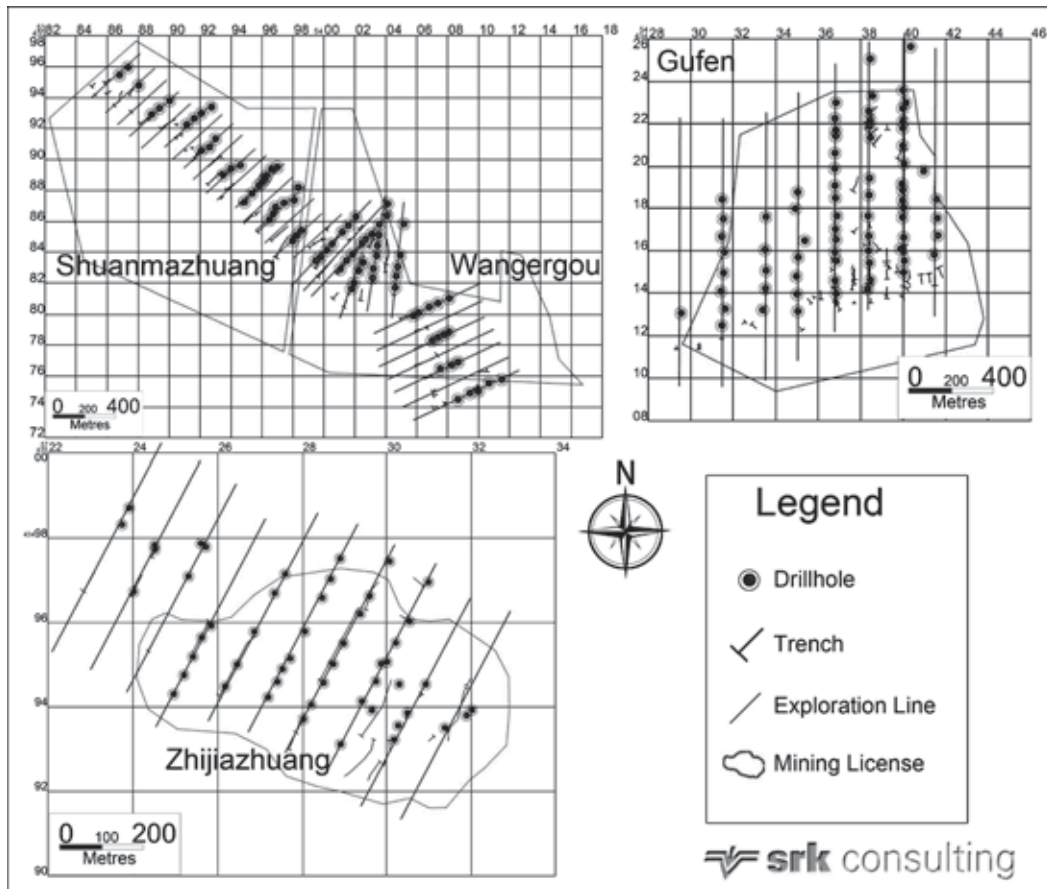 82 84 86 88 90 92 94 96 98 00 02 04 06 08 10 12 14 16 18
98
96
94
92
90
88
86
84
82
80
78
76
74
72
Shuanmazhuang
Wangergou
0 200 400
Metres
28 30 32 34 36 38 40 42 44 46
26
24
22
20
18
16
14
12
10
08
Gufen
0 200 400
Metres
22 24 26 28 30 32 34
00
98
96
94
92
90
Zhijiazhuang
0 100 200
Metres
N
Legend
Drillhole
Trench
Exploration Line
Mining License
srk consulting